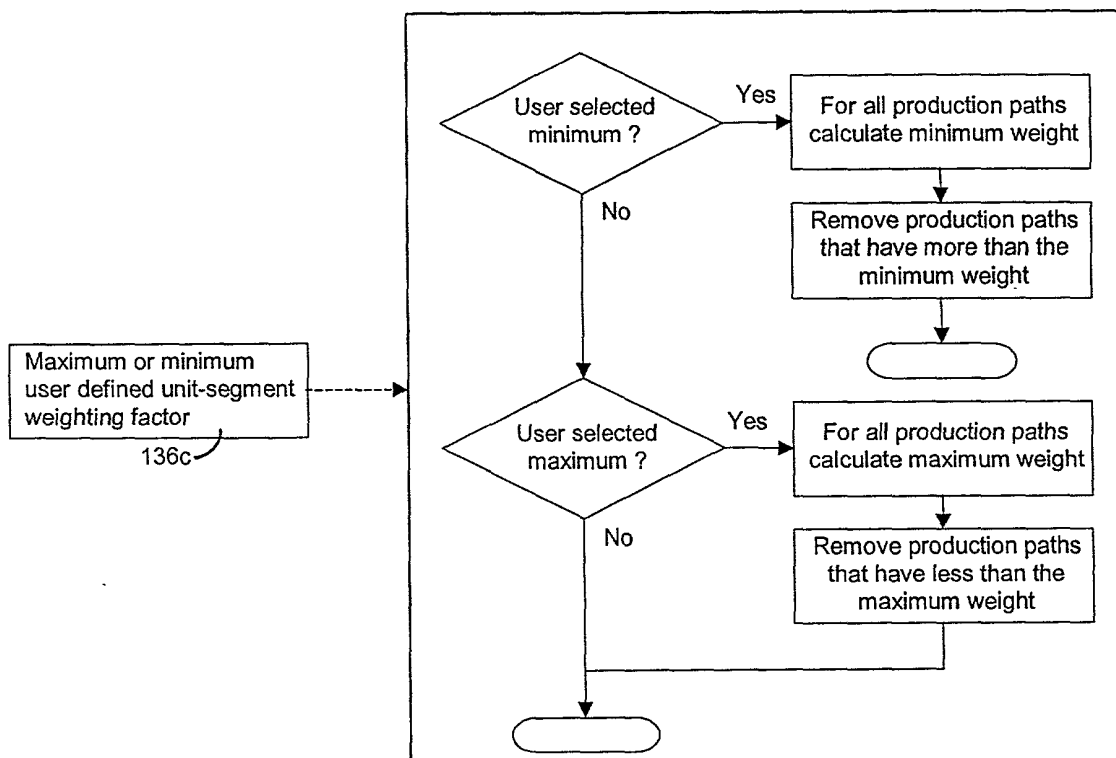 User selected
minimum ?
Yes
For all production paths
calculate minimum weight
No
Remove production paths
that have more than the
minimum weight
Maximum or minimum
user defined unit-segment
weighting factor
136c
User selected
maximum ?
Yes
For all production paths
calculate maximum weight
No
Remove production paths
that have less than the
maximum weight